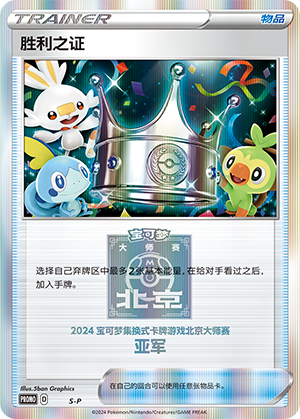 TRAINER
物品
胜利之证
宝可梦
大师赛
M
北京
选择自己弃牌区中最多2张基本能量,在给对手看过之后,
加入手牌。
2024 宝可梦集换式卡牌游戏北京大师赛
亚军
Illus.5ban Graphics
PROMO D S-P
在自己的回合可以使用任意张物品卡。
©2024 Pokémon/Nintendo/Creatures/GAME FREAK.